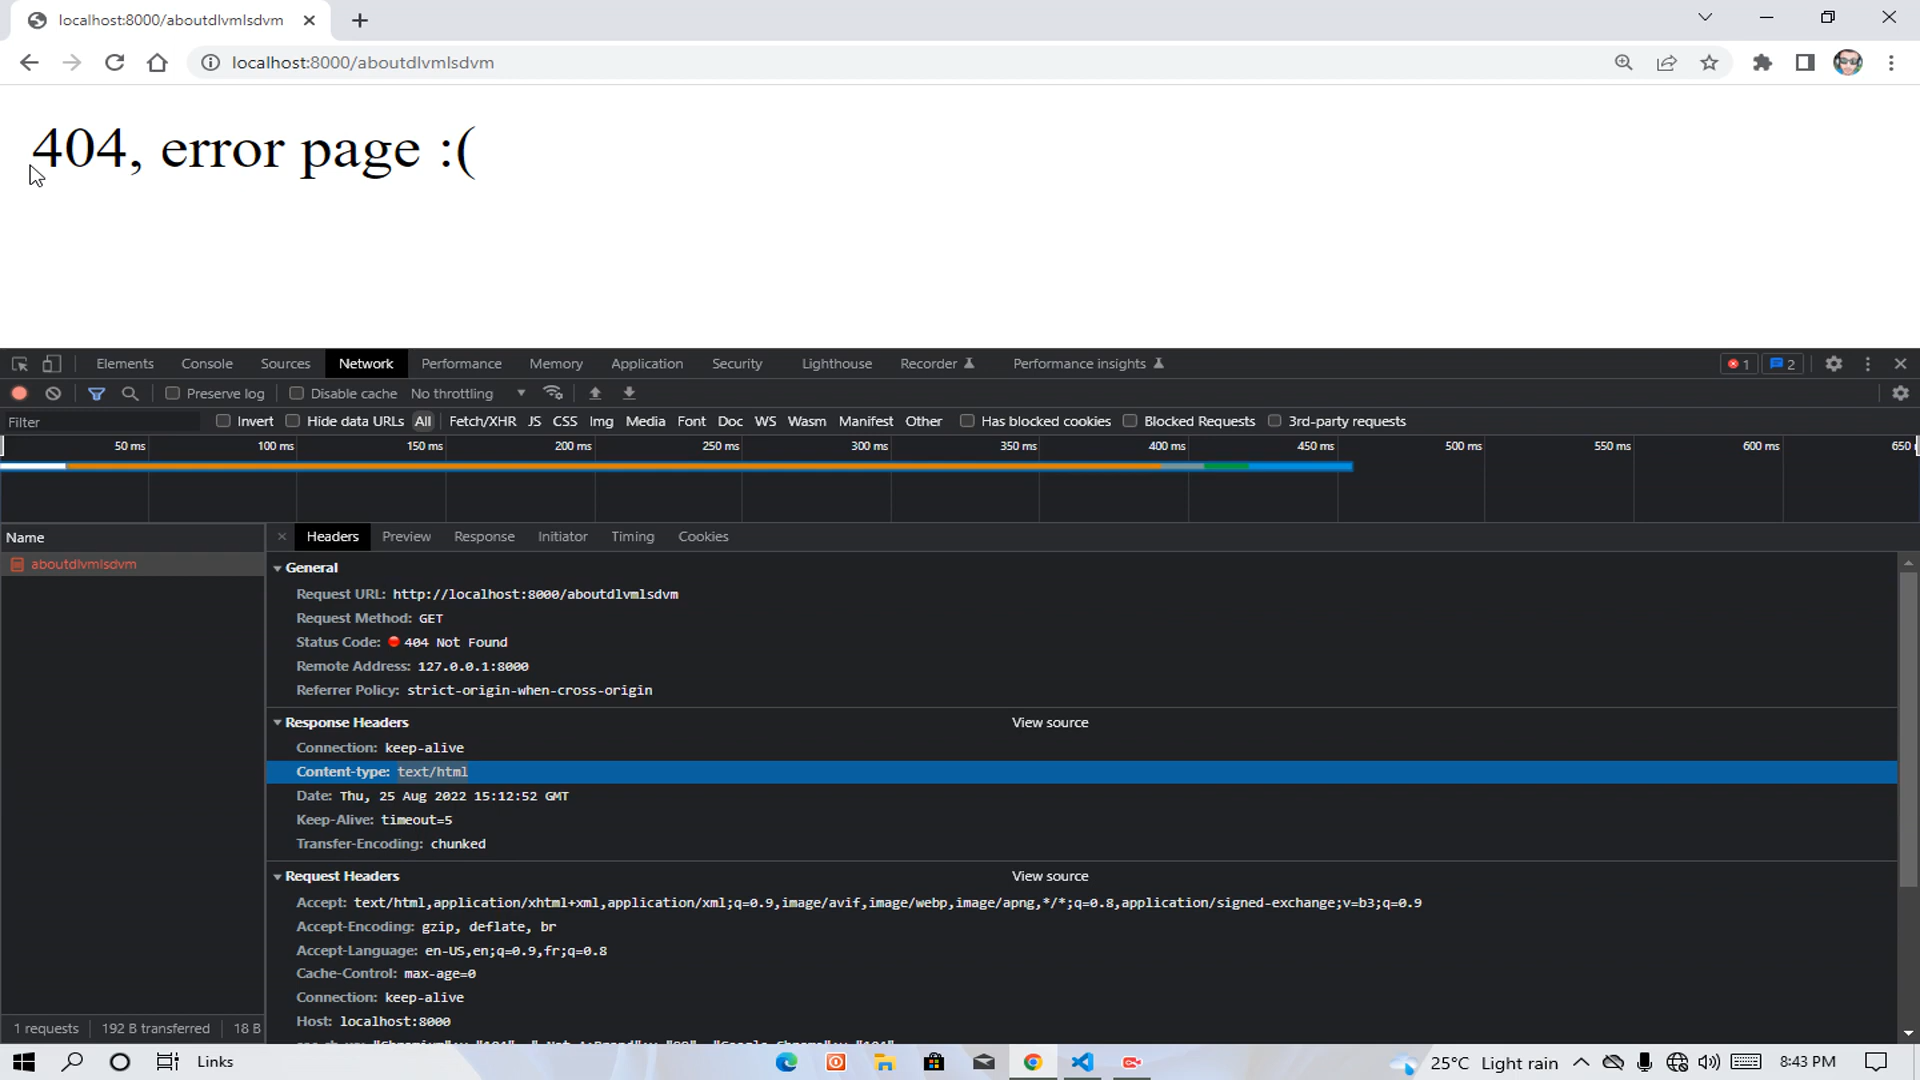 localhost:8000/aboutdlvmlsdvm
localhost:8000/aboutdlvmlsdvm
404, error page :(
Elements Console Sources Network Performance Memory Application Security Lighthouse Recorder Performance insights 1 2
Preserve log Disable cache No throttling
Filter Invert Hide data URLs All Fetch/XHR JS CSS Img Media Font Doc WS Wasm Manifest Other Has blocked cookies Blocked Requests 3rd-party requests
50 ms 100 ms 150 ms 200 ms 250 ms 300 ms 350 ms 400 ms 450 ms 500 ms 550 ms 600 ms 650
Name Headers Preview Response Initiator Timing Cookies
aboutdlvmlsdvm
General
Request URL: http://localhost:8000/aboutdlvmlsdvm
Request Method: GET
Status Code: 404 Not Found
Remote Address: 127.0.0.1:8000
Referrer Policy: strict-origin-when-cross-origin
Response Headers View source
Connection: keep-alive
Content-type: text/html
Date: Thu, 25 Aug 2022 15:12:52 GMT
Keep-Alive: timeout=5
Transfer-Encoding: chunked
Request Headers View source
Accept: text/html,application/xhtml+xml,application/xml;q=0.9,image/avif,image/webp,image/apng,*/*;q=0.8,application/signed-exchange;v=b3;q=0.9
Accept-Encoding: gzip, deflate, br
Accept-Language: en-US,en;q=0.9,fr;q=0.8
Cache-Control: max-age=0
Connection: keep-alive
Host: localhost:8000
1 requests 192 B transferred 18 B
Links 25°C Light rain 8:43 PM